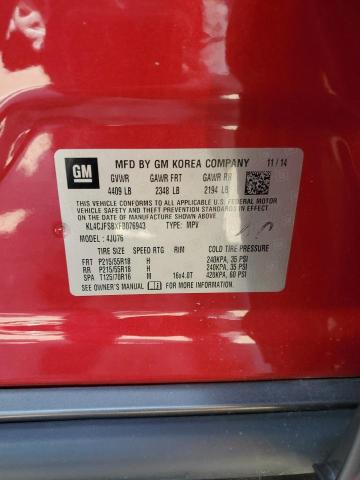 GM
MFD BY GM KOREA COMPANY 11/14
GVWR GAWR FRT GAWR RR
4409 LB 2348 LB 2194 LB
THIS VEHICLE CONFORMS TO ALL APPLICABLE U.S. FEDERAL MOTOR
VEHICLE SAFETY, BUMPER, AND THEFT PREVENTION STANDARDS IN EFFECT
ON THE DATE OF MANUFACTURE SHOWN ABOVE.
KL4CJFSBXFB076943 TYPE: MPV
MODEL: 4JU76
TIRE SIZE SPEED RTG RIM COLD TIRE PRESSURE
FRT P215/55R18 H 240KPA, 35 PSI
RR P215/55R18 H 240KPA, 35 PSI
SPA T125/70R16 M 16x4.0T 420KPA, 60 PSI
SEE OWNER'S MANUAL FOR MORE INFORMATION.